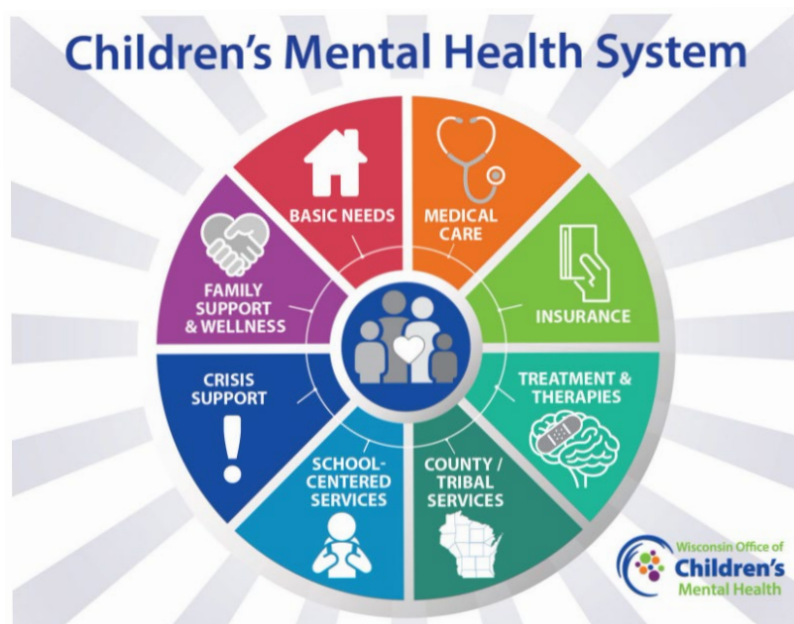 Children's Mental Health System
BASIC NEEDS
MEDICAL
CARE
INSURANCE
TREATMENT &
THERAPIES
COUNTY /
TRIBAL
SERVICES
SCHOOL-
CENTERED
SERVICES
CRISIS
SUPPORT
FAMILY
SUPPORT
& WELLNESS
Wisconsin Office of
Children's
Mental Health